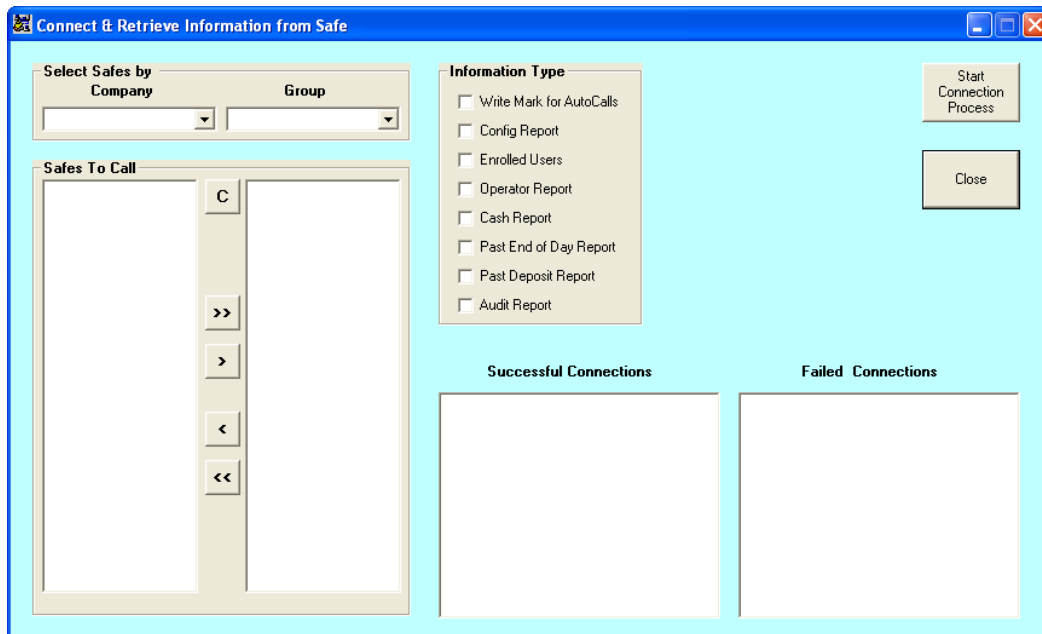 Connect & Retrieve Information from Safe
Select Safes by
Company
Group
Safes To Call
C
>>
>
<
<<
Information Type
Write Mark for AutoCalls
Config Report
Enrolled Users
Operator Report
Cash Report
Past End of Day Report
Past Deposit Report
Audit Report
Start
Connection
Process
Close
Successful Connections
Failed Connections